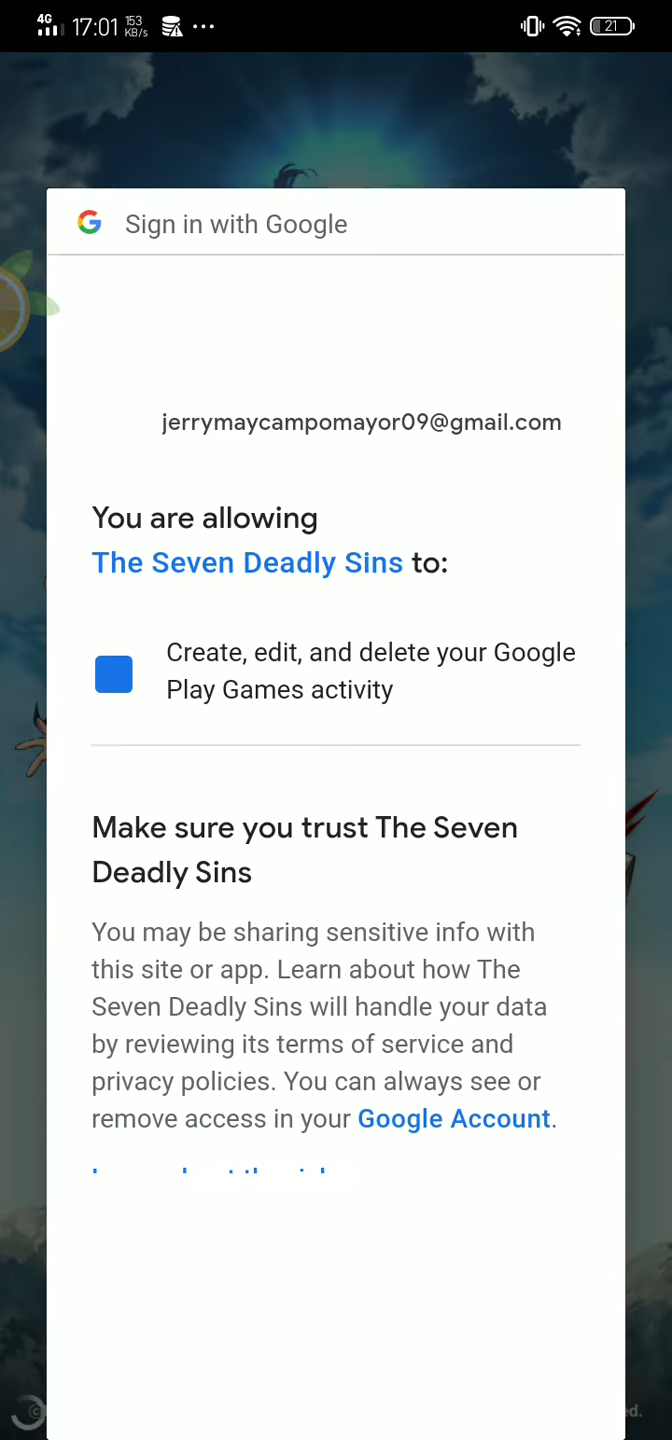 4G 17:01 153 KB/s ... 21
Sign in with Google
jerrymaycampomayor09@gmail.com
You are allowing
The Seven Deadly Sins to:
Create, edit, and delete your Google
Play Games activity
Make sure you trust The Seven
Deadly Sins
You may be sharing sensitive info with
this site or app. Learn about how The
Seven Deadly Sins will handle your data
by reviewing its terms of service and
privacy policies. You can always see or
remove access in your Google Account.
©
ed.